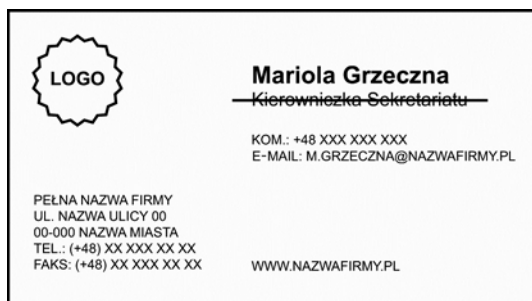 LOGO
Mariola Grzeczna
Kierowniczka Sekretariatu
KOM.: +48 XXX XXX XXX
E-MAIL: M.GRZECZNA@NAZWAFIRMY.PL
PEŁNA NAZWA FIRMY
UL. NAZWA ULICY 00
00-000 NAZWA MIASTA
TEL.: (+48) XX XXX XX XX
FAKS: (+48) XX XXX XX XX
WWW.NAZWAFIRMY.PL